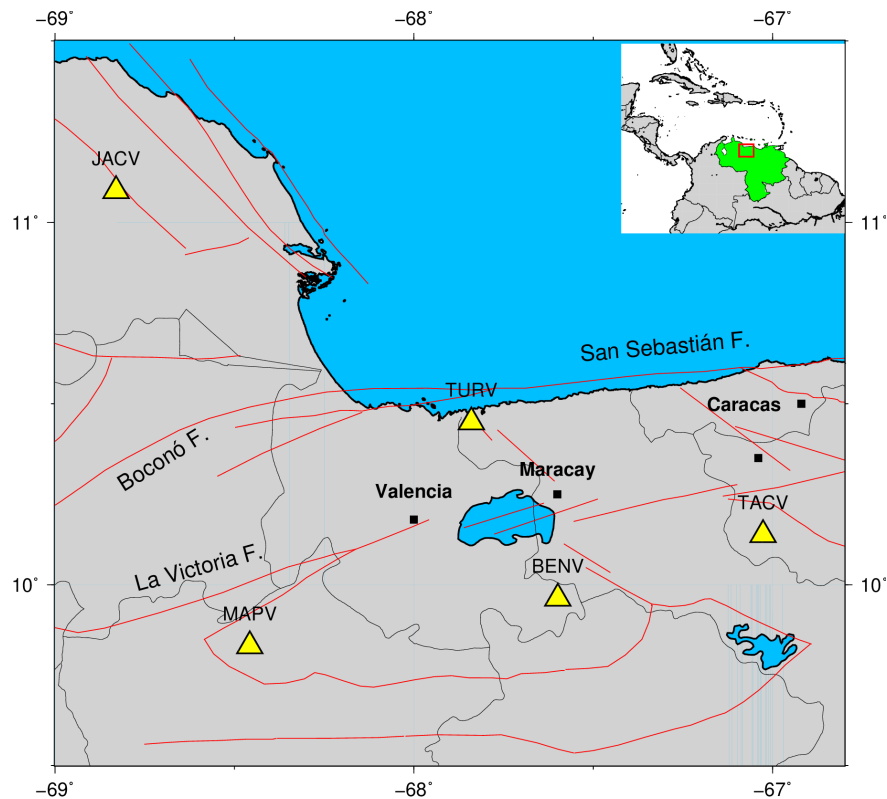 −69˚ −68˚ −67˚
JACV
11˚ 11˚
San Sebastián F.
TURV
Caracas
Boconó F.
Maracay
Valencia
TACV
La Victoria F.
BENV
10˚ 10˚
MAPV
−69˚ −68˚ −67˚